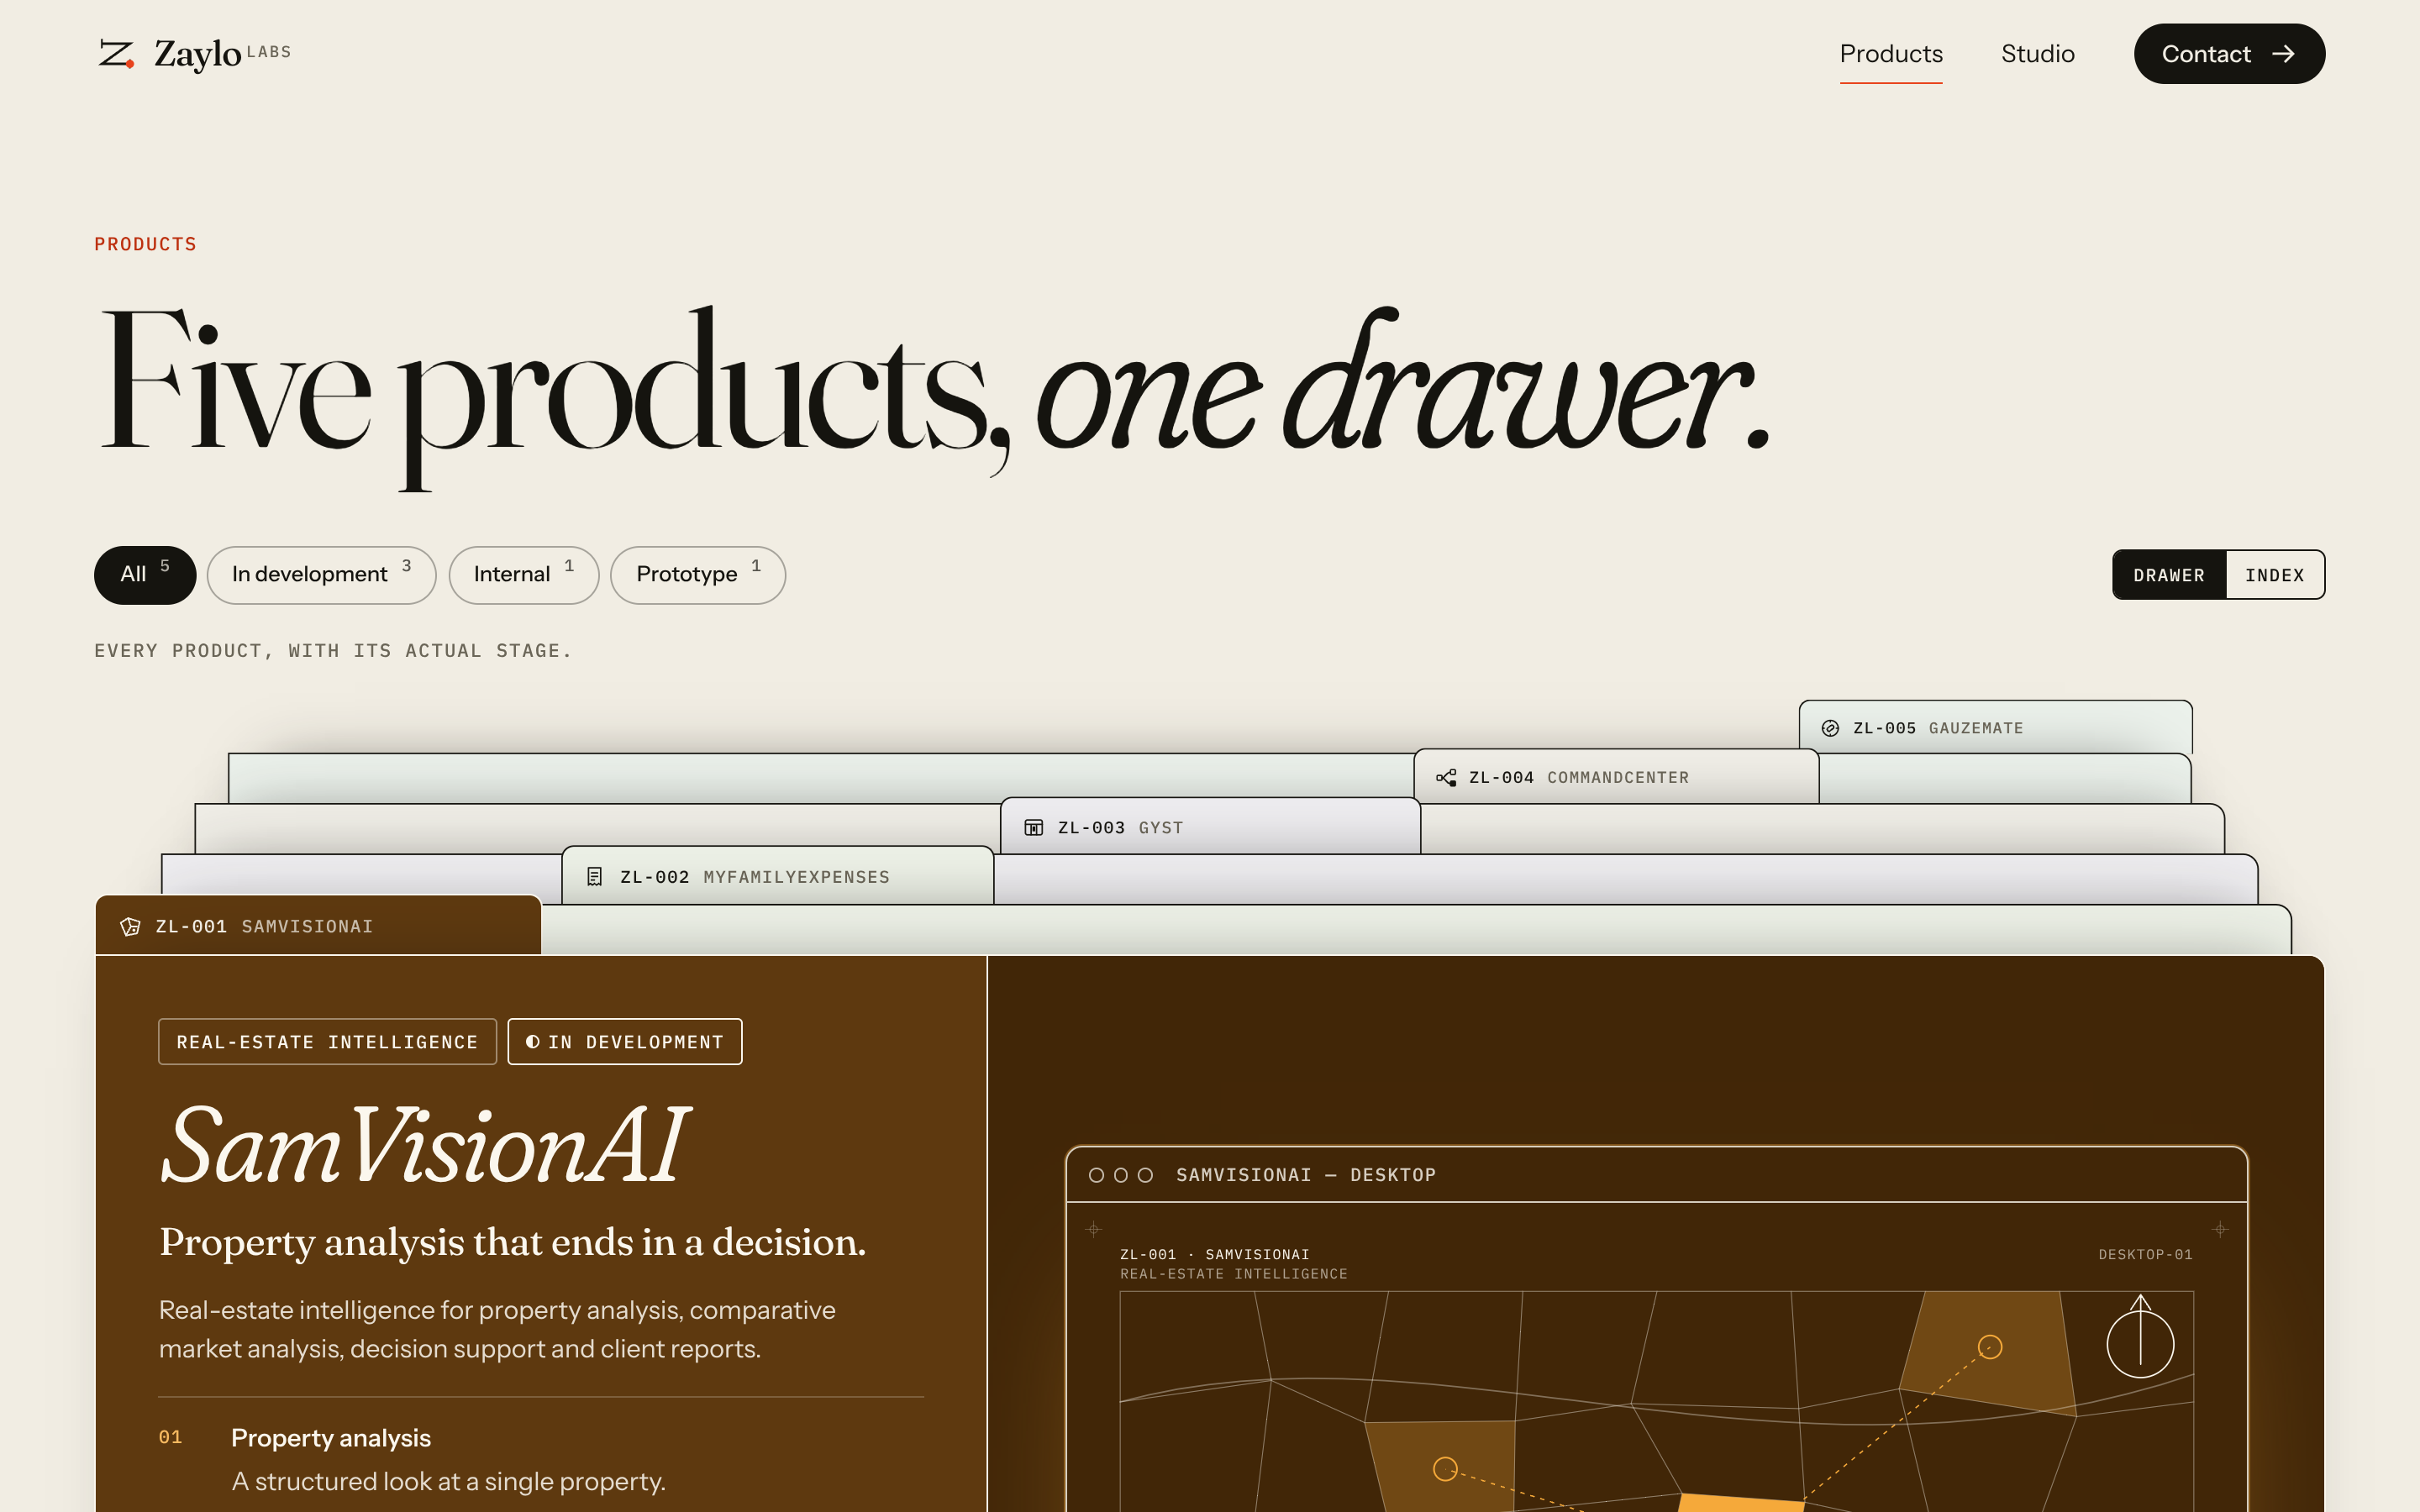 Zaylo LABS
Products Studio Contact →
PRODUCTS
Five products, one drawer.
All 5 In development 3 Internal 1 Prototype 1
DRAWER INDEX
EVERY PRODUCT, WITH ITS ACTUAL STAGE.
ZL-005 GAUZEMATE
ZL-004 COMMANDCENTER
ZL-003 GYST
ZL-002 MYFAMILYEXPENSES
ZL-001 SAMVISIONAI
REAL-ESTATE INTELLIGENCE IN DEVELOPMENT
SamVisionAI
Property analysis that ends in a decision.
Real-estate intelligence for property analysis, comparative
market analysis, decision support and client reports.
01 Property analysis
A structured look at a single property.
SAMVISIONAI — DESKTOP
ZL-001 · SAMVISIONAI DESKTOP-01
REAL-ESTATE INTELLIGENCE